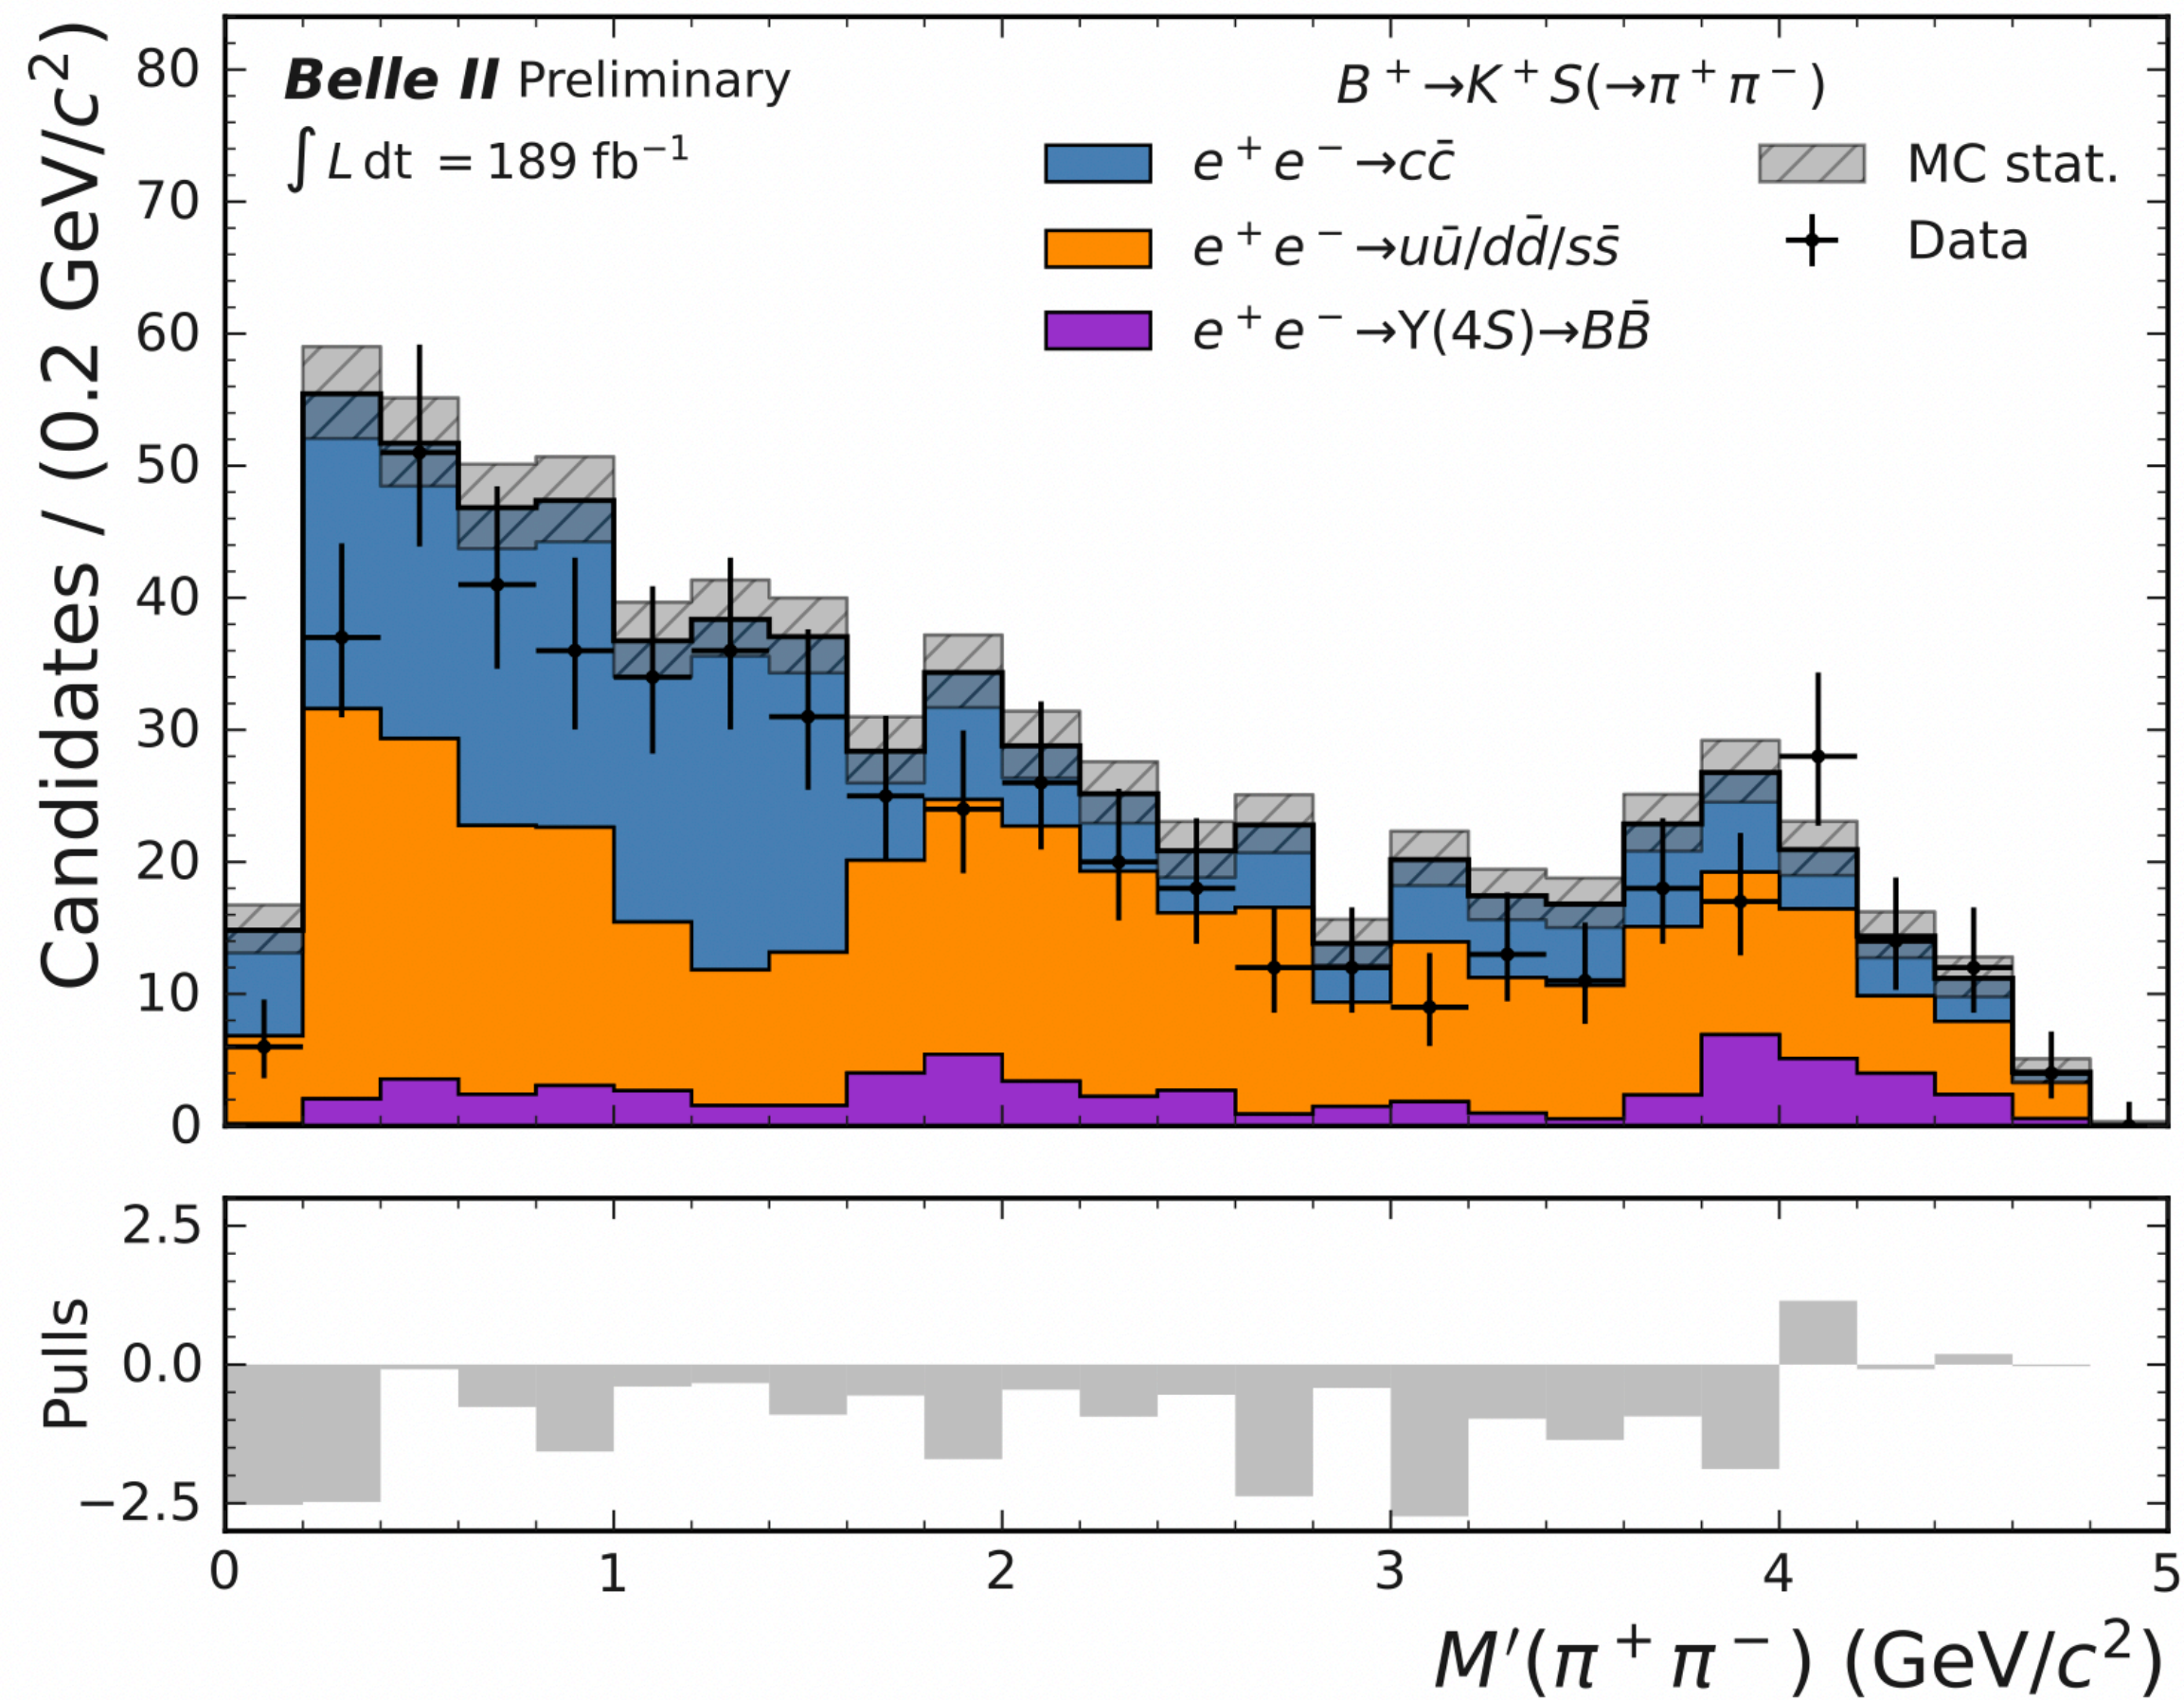 Candidates / (0.2 GeV/c²)
80
70
60
50
40
30
20
10
0
Belle II Preliminary
∫ L dt = 189 fb⁻¹
B⁺→K⁺S(→π⁺π⁻)
e⁺e⁻→cc̄
e⁺e⁻→uū/dd̄/ss̄
e⁺e⁻→Υ(4S)→BB̄
MC stat.
Data
Pulls
2.5
0.0
−2.5
0 1 2 3 4 5
M′(π⁺π⁻) (GeV/c²)